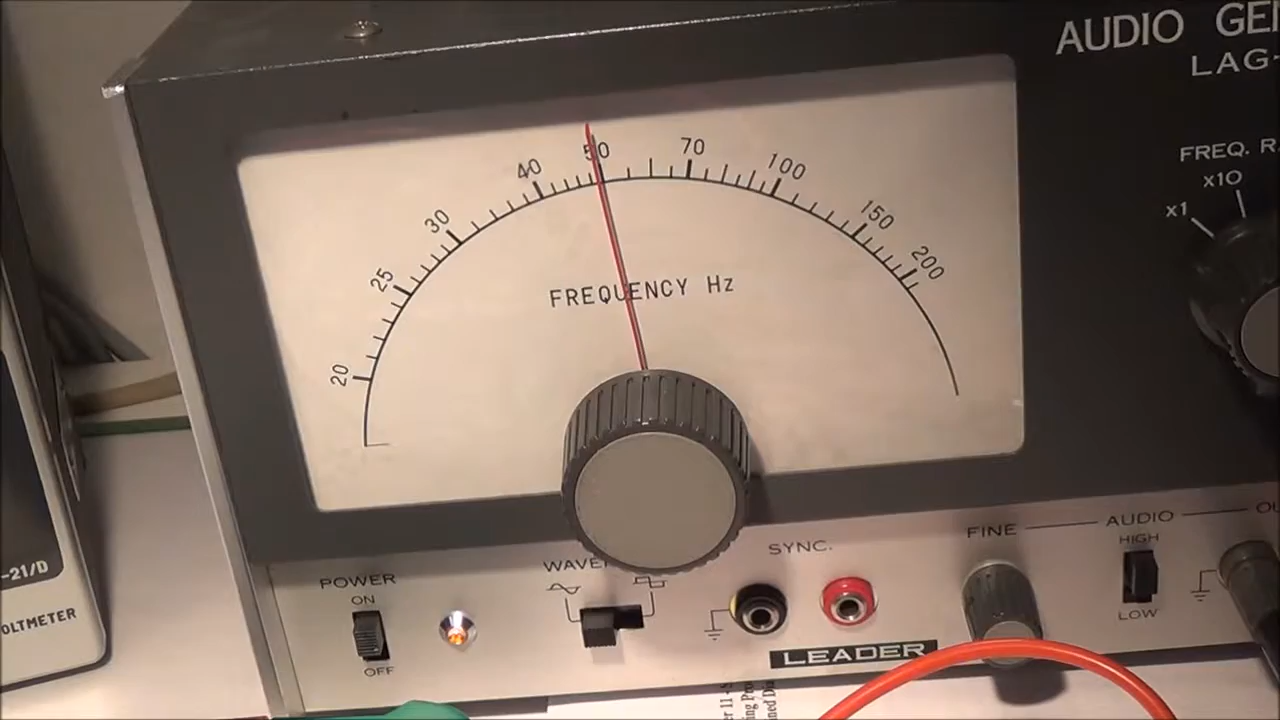 AUDIO GE
LAG-
FREQ. R
x1
x10
20
25
30
40
50
70
100
150
200
FREQUENCY Hz
POWER
ON
OFF
WAVE
SYNC.
FINE
AUDIO
HIGH
LOW
LEADER
-21/D
OLTMETER